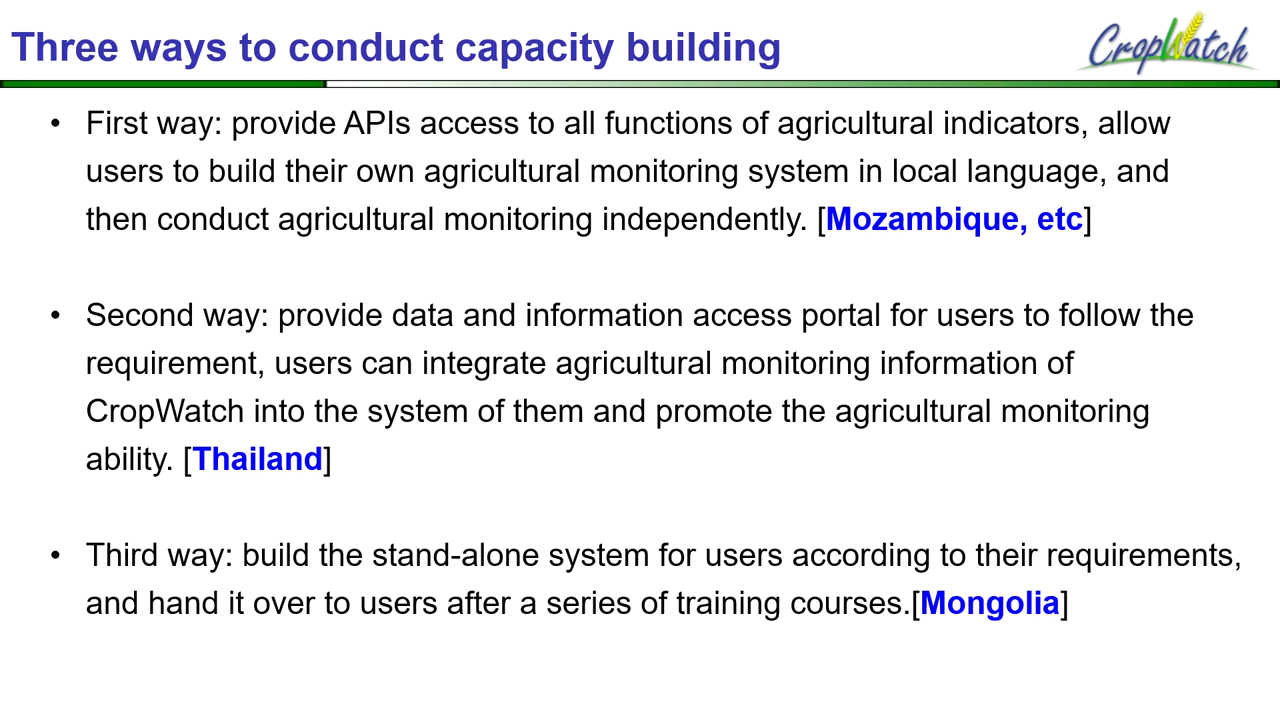 Three ways to conduct capacity building
CropWatch
• First way: provide APIs access to all functions of agricultural indicators, allow
users to build their own agricultural monitoring system in local language, and
then conduct agricultural monitoring independently. [Mozambique, etc]
• Second way: provide data and information access portal for users to follow the
requirement, users can integrate agricultural monitoring information of
CropWatch into the system of them and promote the agricultural monitoring
ability. [Thailand]
• Third way: build the stand-alone system for users according to their requirements,
and hand it over to users after a series of training courses.[Mongolia]